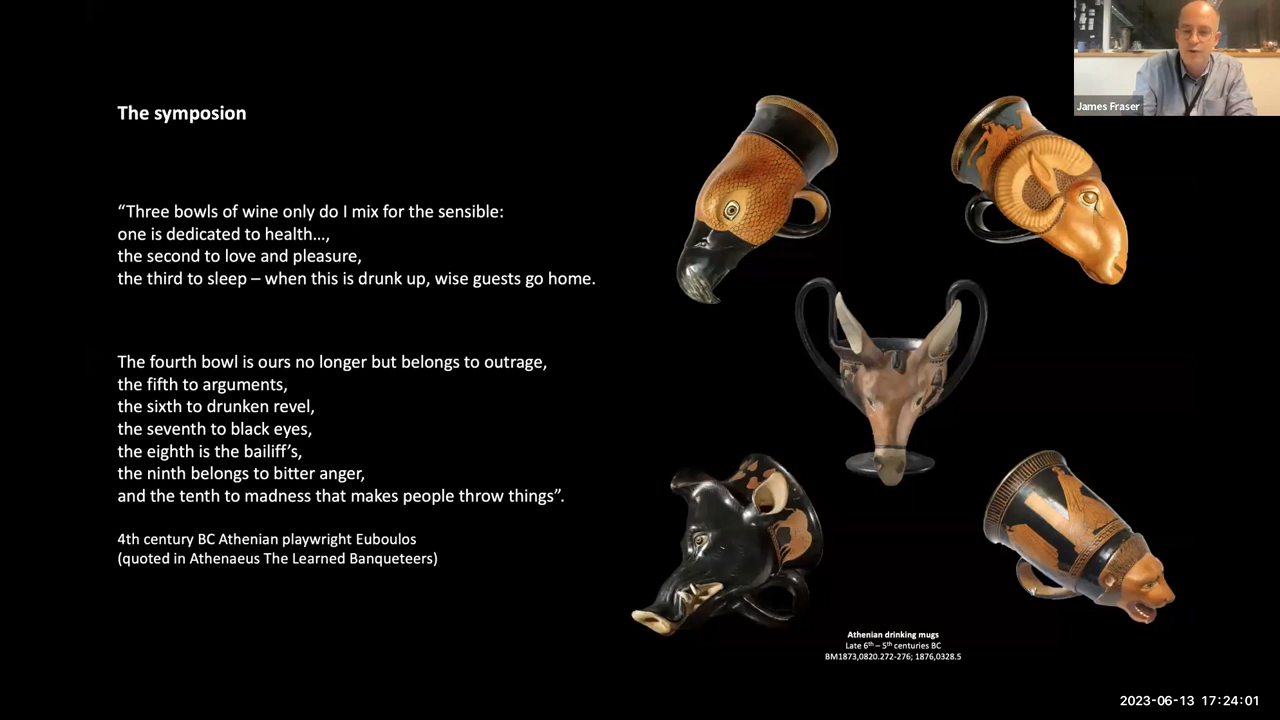 James Fraser
The symposion
“Three bowls of wine only do I mix for the sensible:
one is dedicated to health…,
the second to love and pleasure,
the third to sleep – when this is drunk up, wise guests go home.
The fourth bowl is ours no longer but belongs to outrage,
the fifth to arguments,
the sixth to drunken revel,
the seventh to black eyes,
the eighth is the bailiff’s,
the ninth belongs to bitter anger,
and the tenth to madness that makes people throw things”.
4th century BC Athenian playwright Euboulos
(quoted in Athenaeus The Learned Banqueters)
Athenian drinking mugs
Late 6th – 5th centuries BC
BM1873,0820.272-276; 1876,0328.5
2023-06-13 17:24:01